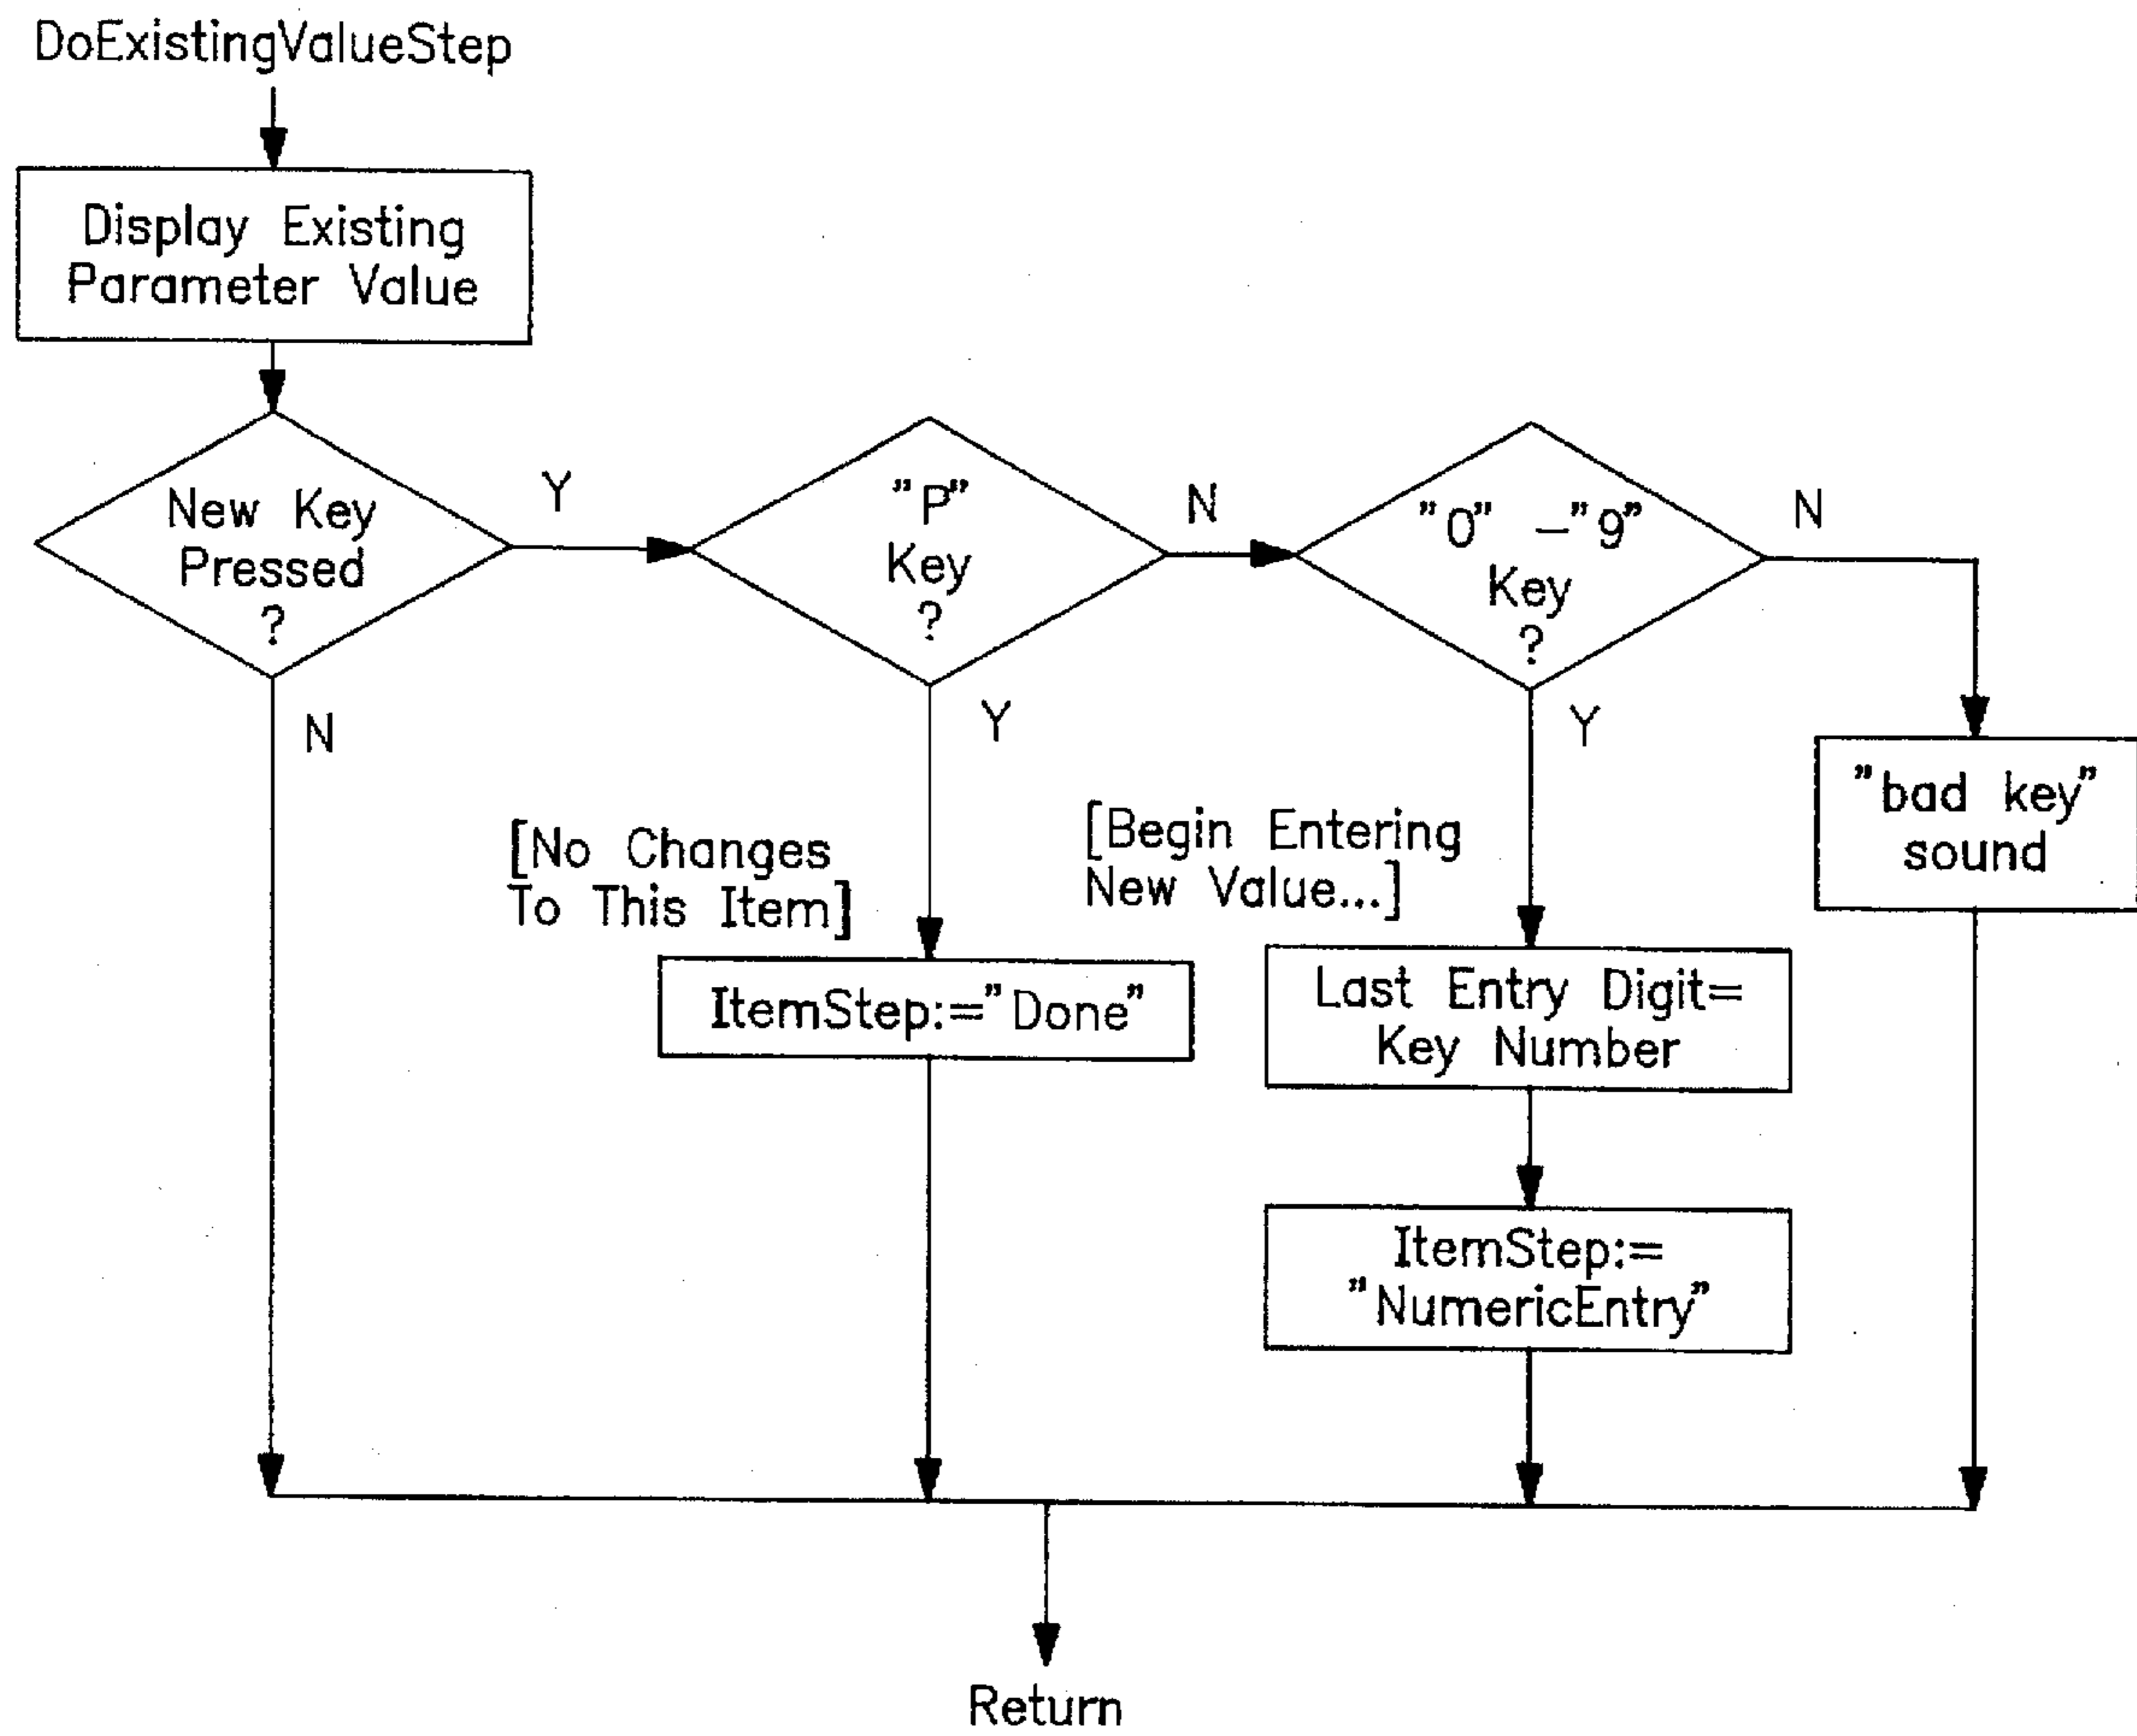 DoExistingValueStep
Display Existing
Parameter Value
New Key
Pressed
?
Y
N
"P"
Key
?
N
Y
"0" -"9"
Key
?
N
Y
"bad key"
sound
[No Changes
To This Item]
[Begin Entering
New Value...]
ItemStep:="Done"
Last Entry Digit=
Key Number
ItemStep:=
"NumericEntry"
Return